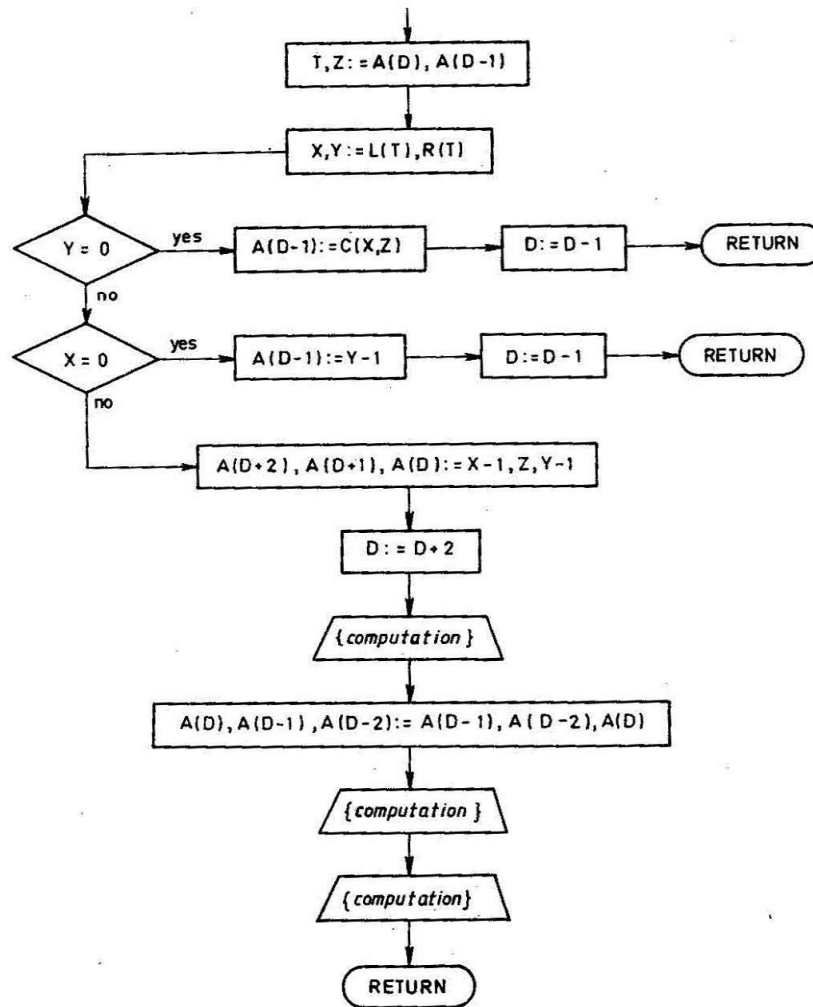 T,Z:=A(D), A(D-1)
X,Y:=L(T),R(T)
Y = 0
yes
A(D-1):=C(X,Z)
D:=D-1
RETURN
no
X = 0
yes
A(D-1):=Y-1
D:=D-1
RETURN
no
A(D+2), A(D+1), A(D):=X-1,Z,Y-1
D:= D+2
{computation}
A(D),A(D-1),A(D-2):= A(D-1), A(D-2),A(D)
{computation}
{computation}
RETURN